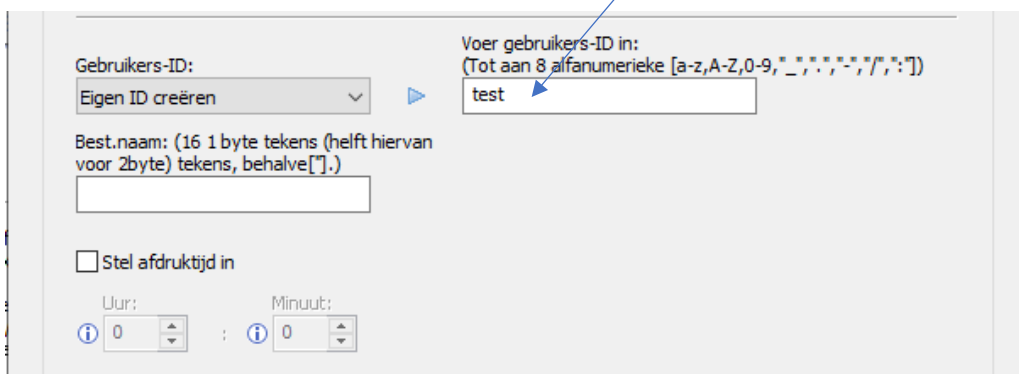 Gebruikers-ID:
Eigen ID creëren
Voer gebruikers-ID in:
(Tot aan 8 alfanumerieke [a-z,A-Z,0-9,"_",".","-","/",":"])
test
Best.naam: (16 1 byte tekens (helft hiervan
voor 2byte) tekens, behalve["].)
Stel afdruktijd in
Uur:
Minuut:
0 : 0